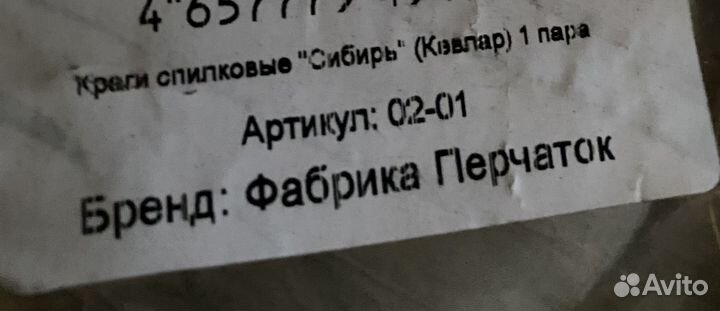 Краги спилковые "Сибирь" (Кевлар) 1 пара
Артикул: 02-01
Бренд: Фабрика Перчаток
Avito